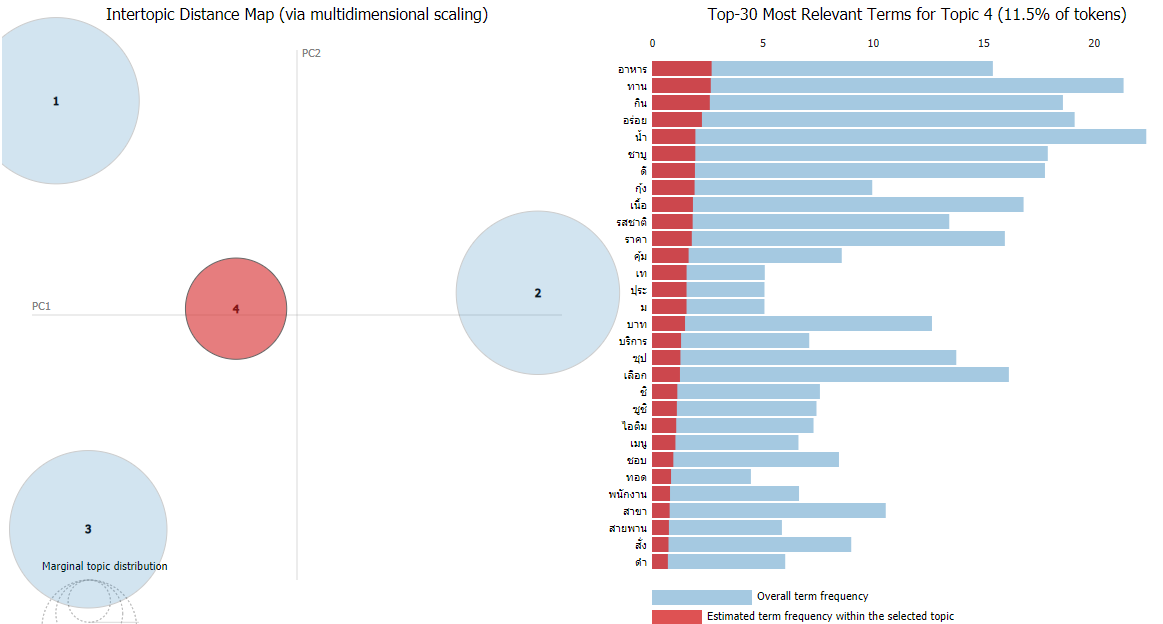 Intertopic Distance Map (via multidimensional scaling)
PC2
1
2
PC1
4
3
Marginal topic distribution
Top-30 Most Relevant Terms for Topic 4 (11.5% of tokens)
0 5 10 15 20
อาหาร
ทาน
กิน
อร่อย
น้ำ
ชาบู
ดี
กุ้ง
เนื้อ
รสชาติ
ราคา
คุ้ม
เท
ประ
ม
บาท
บริการ
ซุป
เลือก
ชิ
ซูชิ
ไอติม
เมนู
ชอบ
ทอด
พนักงาน
สาขา
สายพาน
สั่ง
ดำ
Overall term frequency
Estimated term frequency within the selected topic